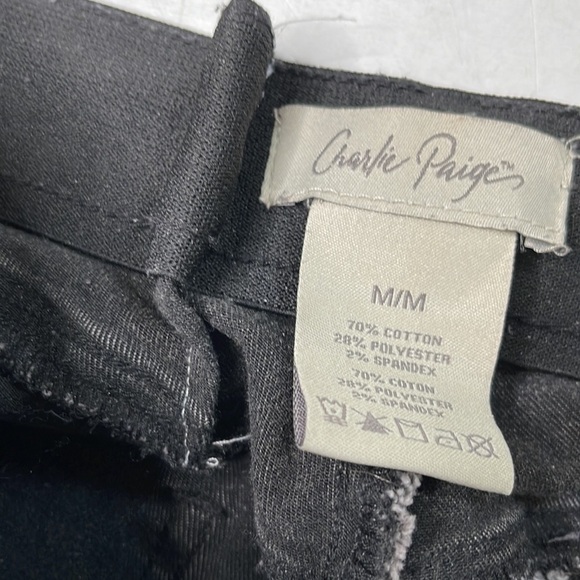 Charlie Paige™
M/M
70% COTTON
28% POLYESTER
2% SPANDEX
70% COTON
28% POLYESTER
2% SPANDEX